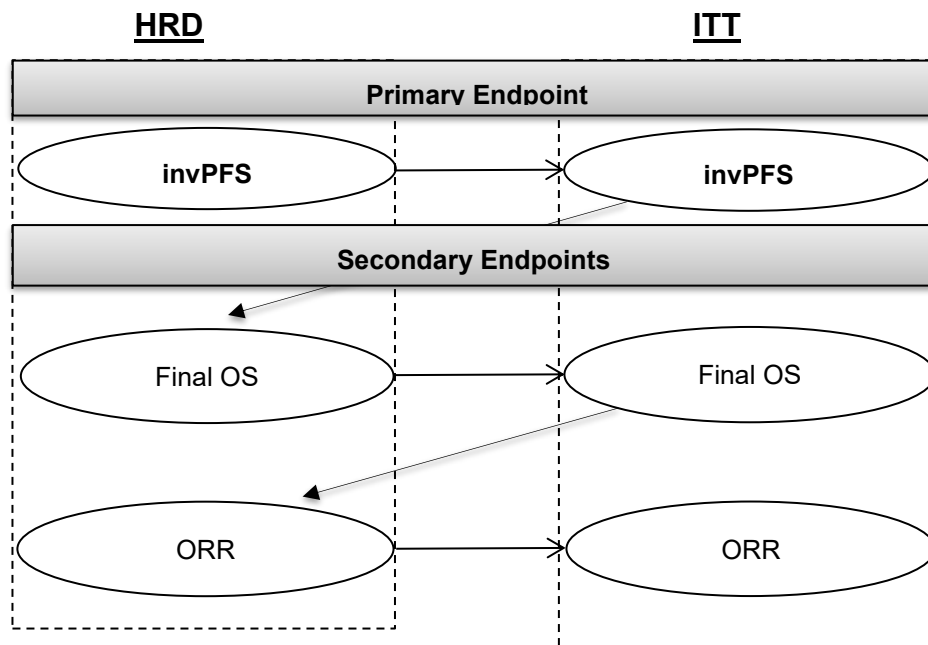 HRD ITT
Primary Endpoint
invPFS invPFS
Secondary Endpoints
Final OS Final OS
ORR ORR